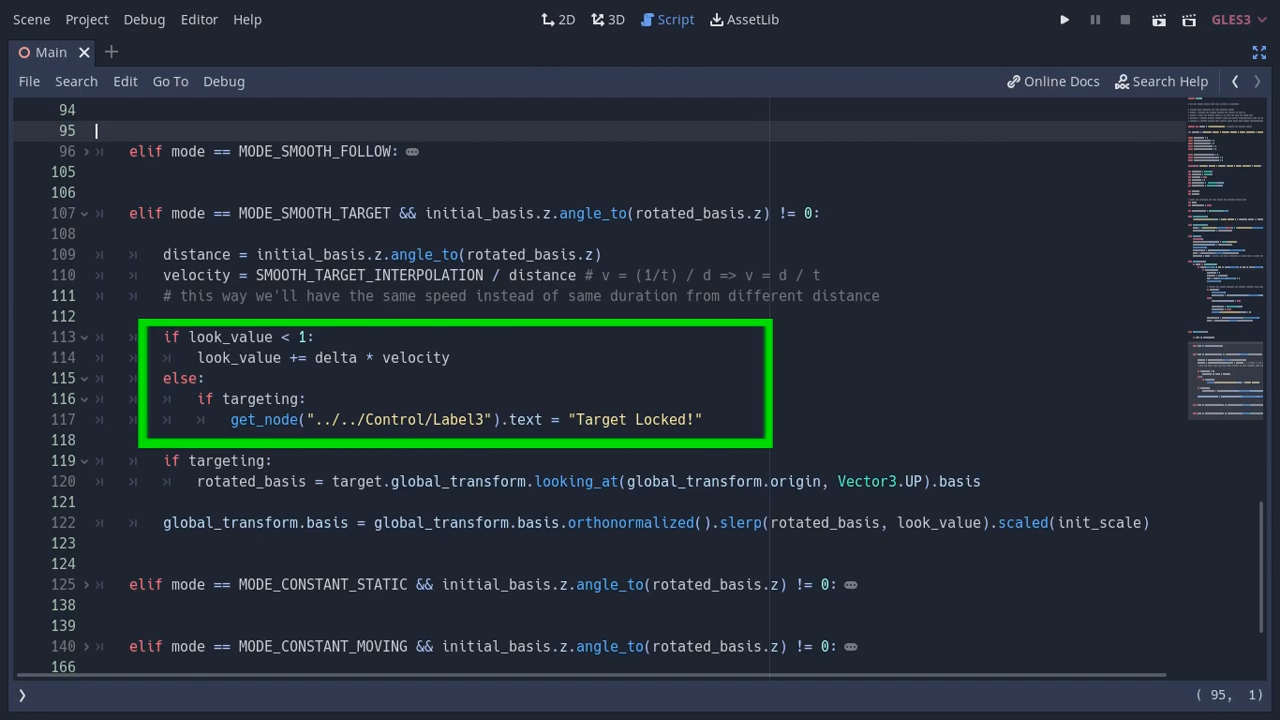 Scene Project Debug Editor Help 2D 3D Script AssetLib GLES3
Main
File Search Edit Go To Debug Online Docs Search Help
94
95
96 elif mode == MODE_SMOOTH_FOLLOW:
105
106
107 elif mode == MODE_SMOOTH_TARGET && initial_basis.z.angle_to(rotated_basis.z) != 0:
108
109 distance = initial_basis.z.angle_to(rotated_basis.z)
110 velocity = SMOOTH_TARGET_INTERPOLATION / distance # v = (1/t) / d => v = d / t
111 # this way we'll have the same speed instead of same duration from different distance
112
113 if look_value < 1:
114 look_value += delta * velocity
115 else:
116 if targeting:
117 get_node("../../Control/Label3").text = "Target Locked!"
118
119 if targeting:
120 rotated_basis = target.global_transform.looking_at(global_transform.origin, Vector3.UP).basis
121
122 global_transform.basis = global_transform.basis.orthonormalized().slerp(rotated_basis, look_value).scaled(init_scale)
123
124
125 elif mode == MODE_CONSTANT_STATIC && initial_basis.z.angle_to(rotated_basis.z) != 0:
138
139
140 elif mode == MODE_CONSTANT_MOVING && initial_basis.z.angle_to(rotated_basis.z) != 0:
166
( 95, 1)